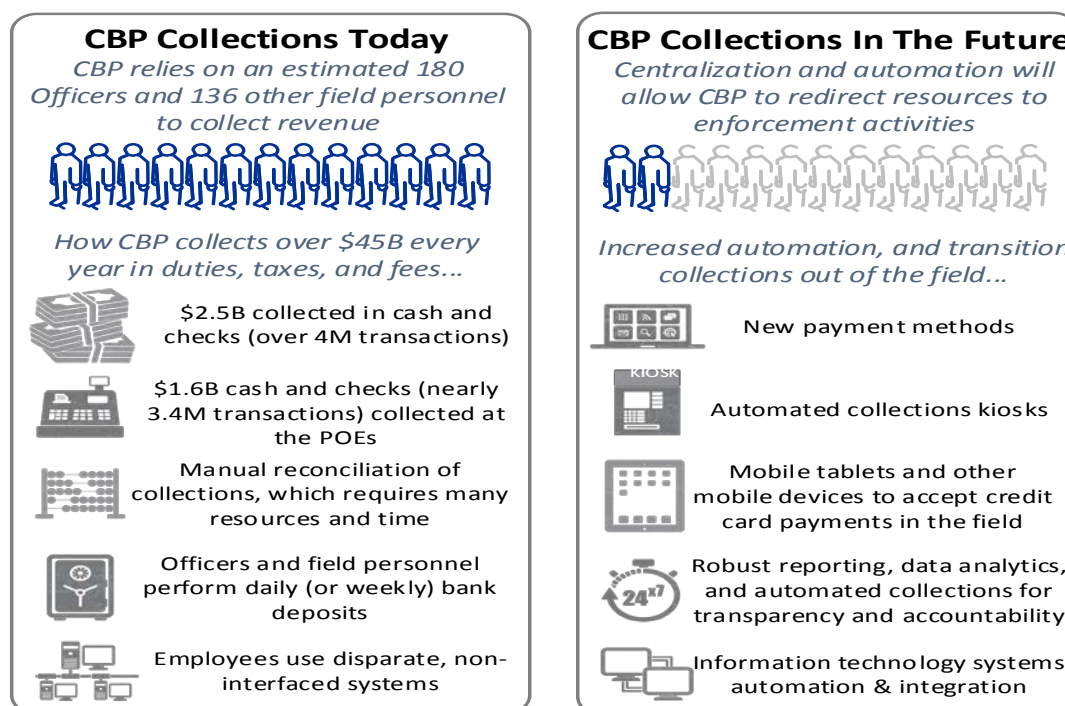 CBP Collections Today
CBP relies on an estimated 180
Officers and 136 other field personnel
to collect revenue
How CBP collects over $45B every
year in duties, taxes, and fees...
$2.5B collected in cash and
checks (over 4M transactions)
$1.6B cash and checks (nearly
3.4M transactions) collected at
the POEs
Manual reconciliation of
collections, which requires many
resources and time
Officers and field personnel
perform daily (or weekly) bank
deposits
Employees use disparate, non-
interfaced systems
CBP Collections In The Future
Centralization and automation will
allow CBP to redirect resources to
enforcement activities
Increased automation, and transition
collections out of the field...
New payment methods
KIOSK
Automated collections kiosks
Mobile tablets and other
mobile devices to accept credit
card payments in the field
24x7
Robust reporting, data analytics,
and automated collections for
transparency and accountability
Information technology systems
automation & integration